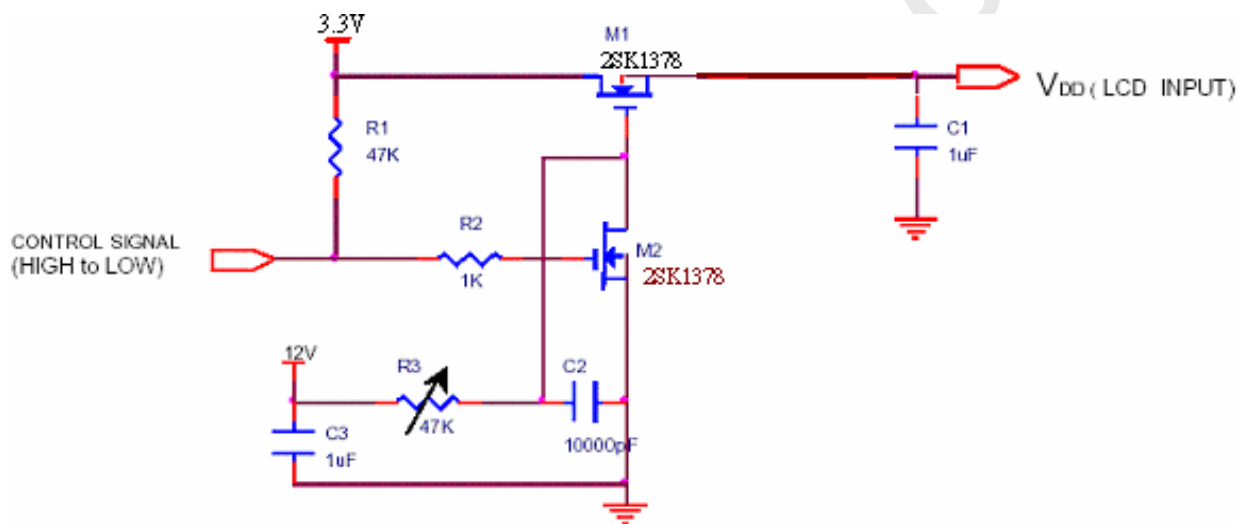 3.3V
M1
2SK1378
VDD ( LCD INPUT)
R1
47K
C1
1uF
R2
1K
CONTROL SIGNAL
(HIGH to LOW)
M2
2SK1378
12V
R3
47K
C2
10000pF
C3
1uF